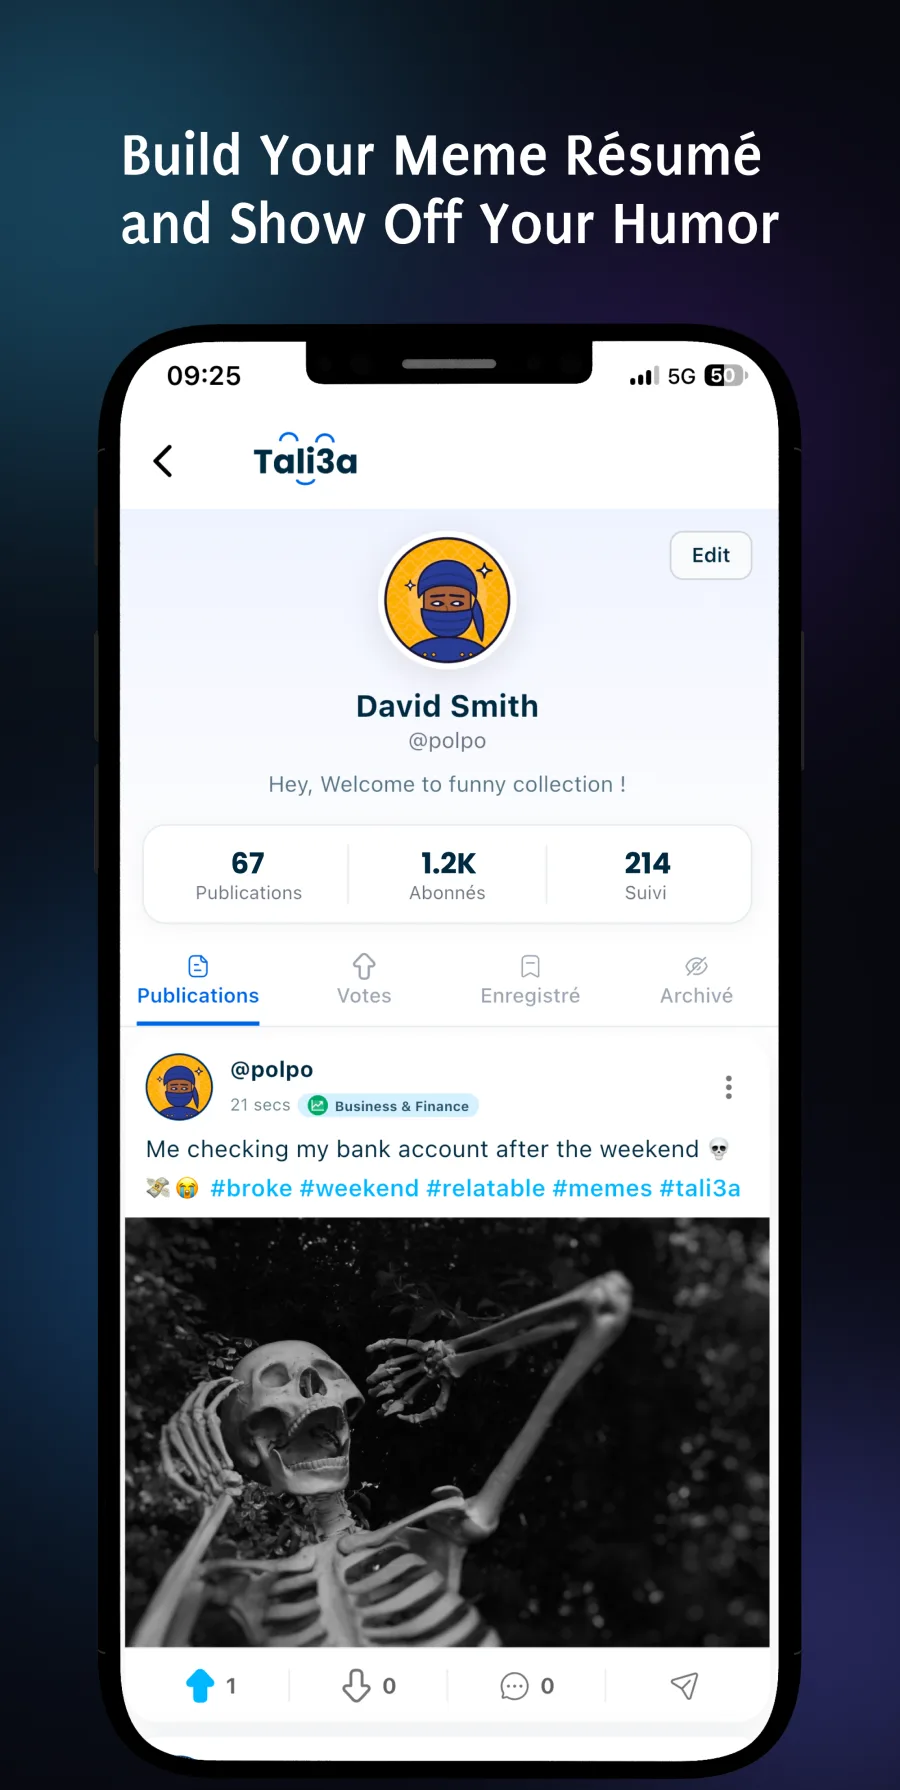 Build Your Meme Résumé
and Show Off Your Humor
09:25
5G 50
Tali3a
Edit
David Smith
@polpo
Hey, Welcome to funny collection !
67 1.2K 214
Publications Abonnés Suivi
Publications Votes Enregistré Archivé
@polpo
21 secs Business & Finance
Me checking my bank account after the weekend 💀
💸😭 #broke #weekend #relatable #memes #tali3a
1 0 0